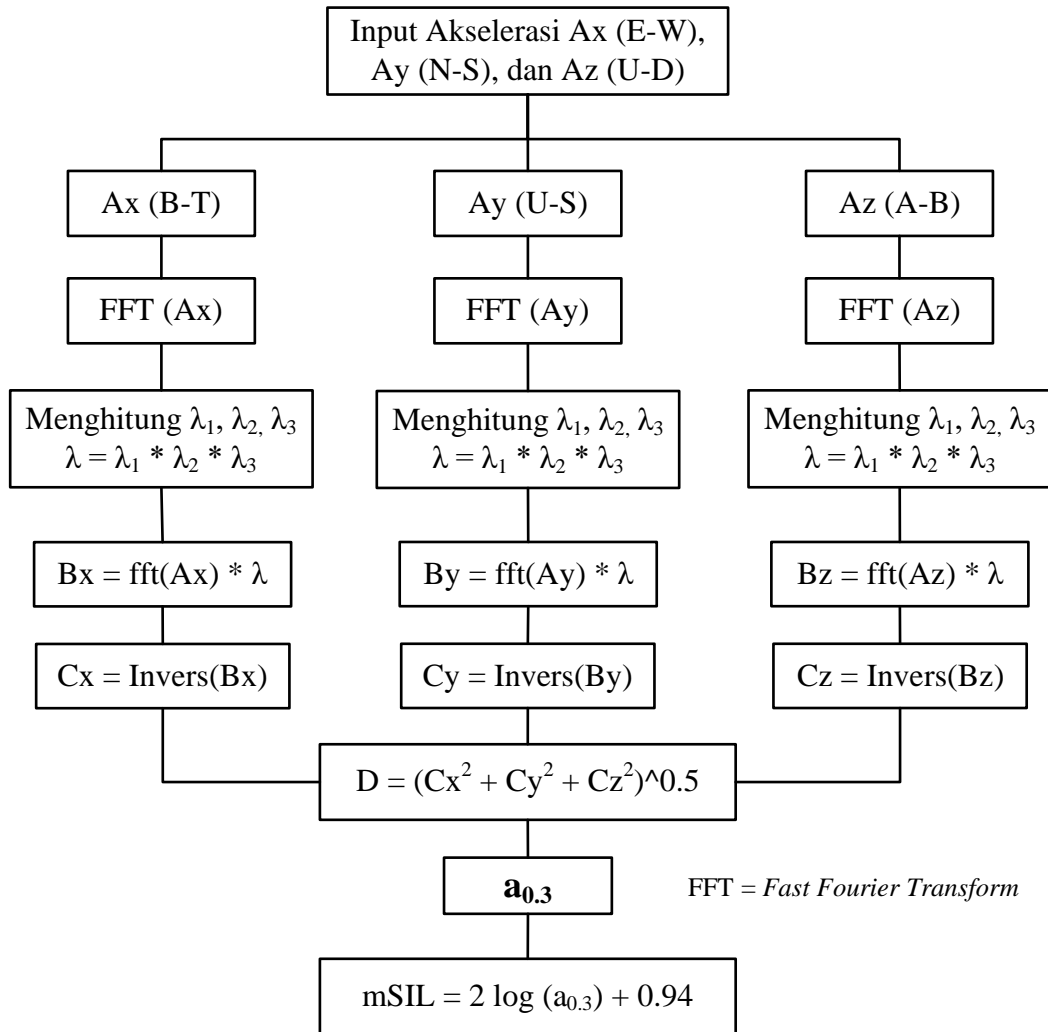 Input Akselerasi Ax (E-W),
Ay (N-S), dan Az (U-D)
Ax (B-T)
Ay (U-S)
Az (A-B)
FFT (Ax)
FFT (Ay)
FFT (Az)
Menghitung λ₁, λ₂, λ₃
λ = λ₁ * λ₂ * λ₃
Menghitung λ₁, λ₂, λ₃
λ = λ₁ * λ₂ * λ₃
Menghitung λ₁, λ₂, λ₃
λ = λ₁ * λ₂ * λ₃
Bx = fft(Ax) * λ
By = fft(Ay) * λ
Bz = fft(Az) * λ
Cx = Invers(Bx)
Cy = Invers(By)
Cz = Invers(Bz)
D = (Cx² + Cy² + Cz²)^0.5
a₀.₃
FFT = Fast Fourier Transform
mSIL = 2 log (a₀.₃) + 0.94